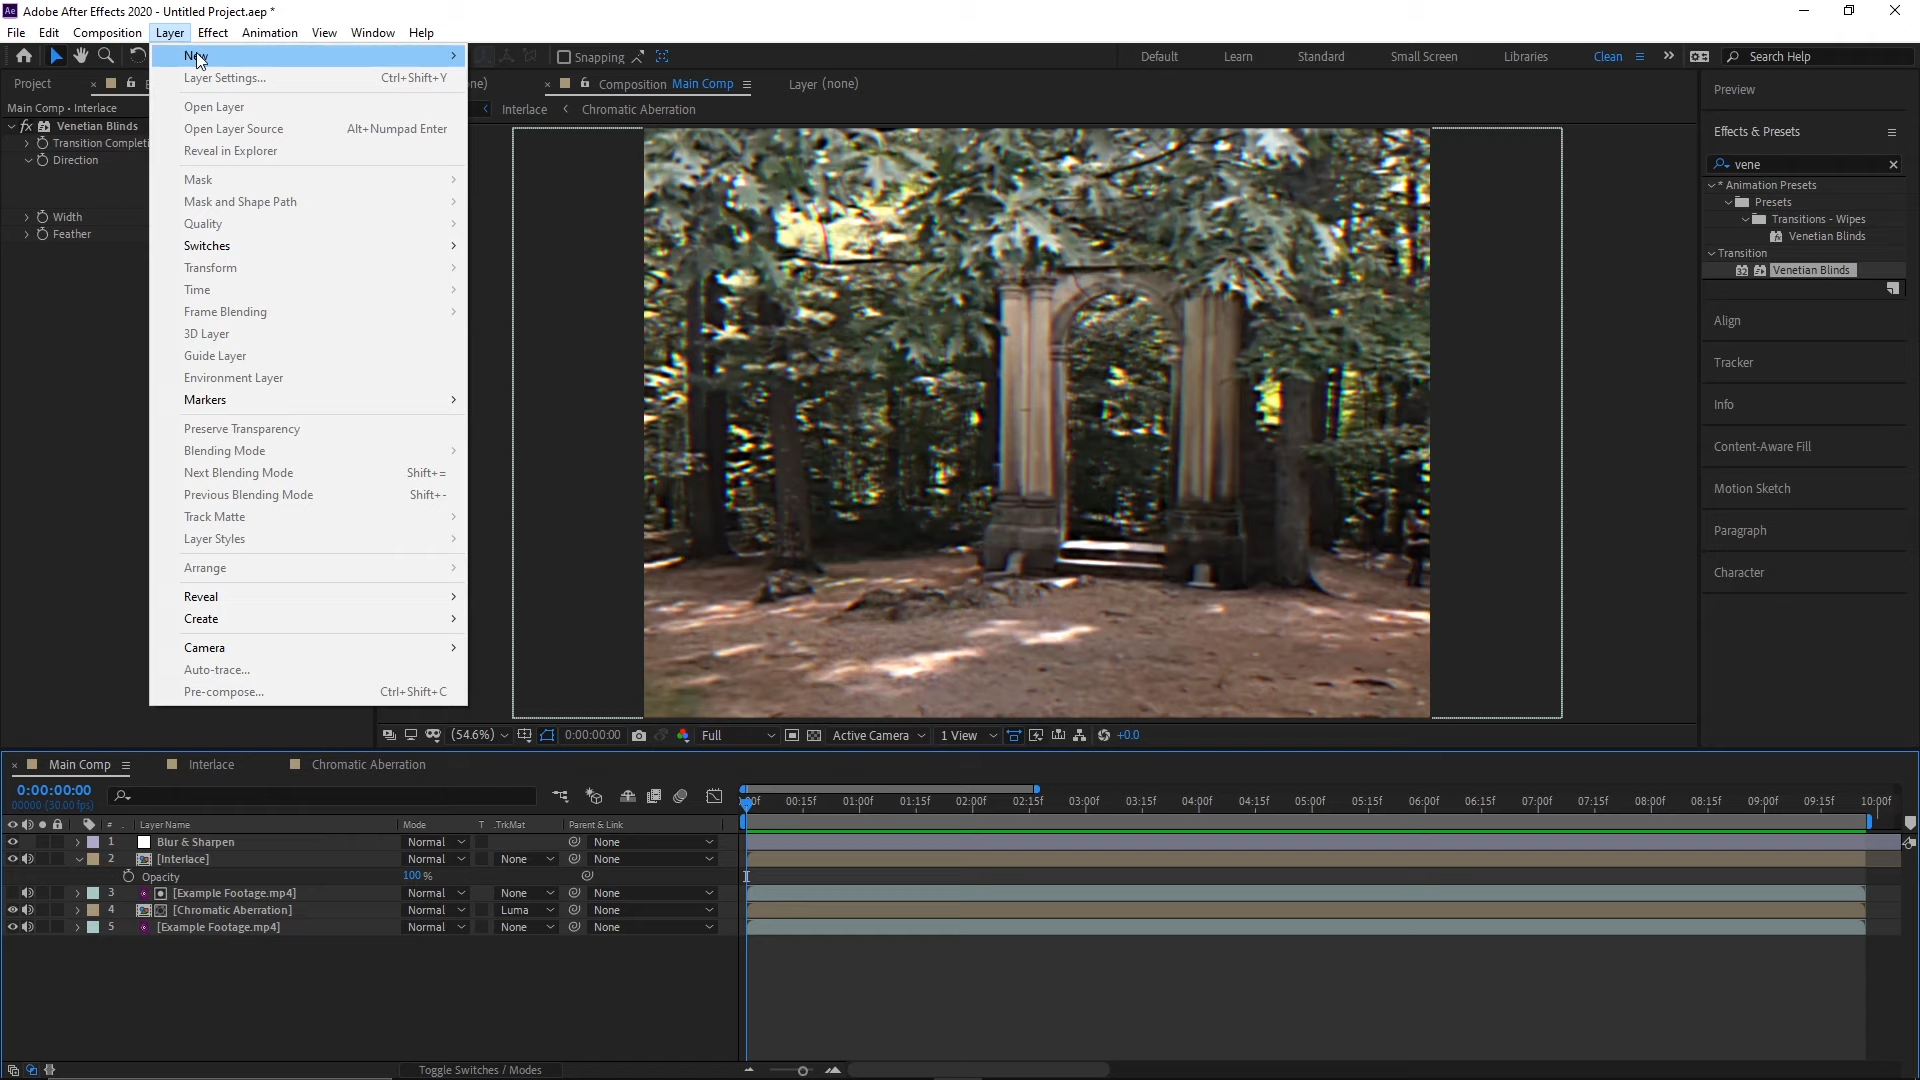 Adobe After Effects 2020 - Untitled Project.aep *
File Edit Composition Layer Effect Animation View Window Help
Snapping
Default Learn Standard Small Screen Libraries Clean
Search Help
Project
Composition Main Comp
Layer (none)
Main Comp • Interlace
Interlace
Chromatic Aberration
fx Venetian Blinds
Transition Completi
Direction
Width
Feather
New
Layer Settings... Ctrl+Shift+Y
Open Layer
Open Layer Source Alt+Numpad Enter
Reveal in Explorer
Mask
Mask and Shape Path
Quality
Switches
Transform
Time
Frame Blending
3D Layer
Guide Layer
Environment Layer
Markers
Preserve Transparency
Blending Mode
Next Blending Mode Shift+=
Previous Blending Mode Shift+-
Track Matte
Layer Styles
Arrange
Reveal
Create
Camera
Auto-trace...
Pre-compose... Ctrl+Shift+C
Preview
Effects & Presets
vene
* Animation Presets
Presets
Transitions - Wipes
Venetian Blinds
Transition
Venetian Blinds
Align
Tracker
Info
Content-Aware Fill
Motion Sketch
Paragraph
Character
(54.6%) 0:00:00:00 Full Active Camera 1 View +0.0
Main Comp Interlace Chromatic Aberration
0:00:00:00
00000 (30.00 fps)
00:15f 01:00f 01:15f 02:00f 02:15f 03:00f 03:15f 04:00f 04:15f 05:00f 05:15f 06:00f 06:15f 07:00f 07:15f 08:00f 08:15f 09:00f 09:15f 10:00f
# Layer Name Mode T .TrkMat Parent & Link
1 Blur & Sharpen Normal None
2 [Interlace] Normal None None
Opacity 100 %
3 [Example Footage.mp4] Normal None None
4 [Chromatic Aberration] Normal Luma None
5 [Example Footage.mp4] Normal None None
Toggle Switches / Modes